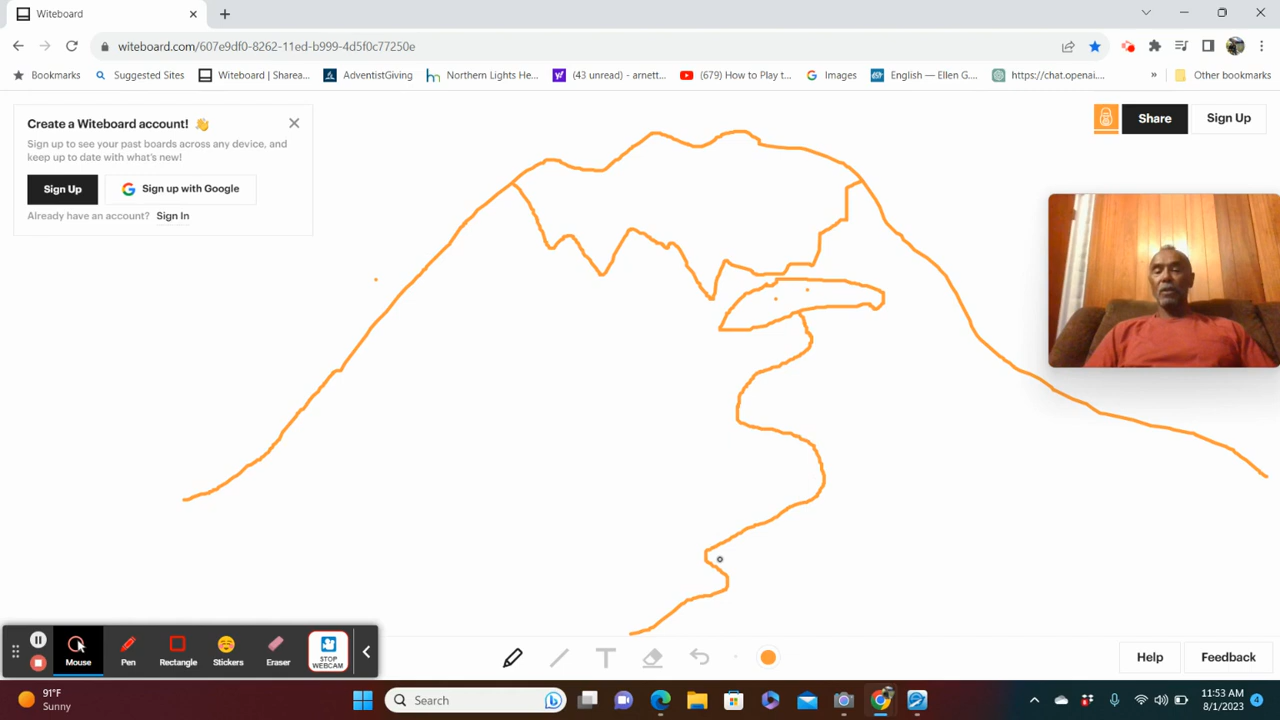 Witeboard
witeboard.com/607e9df0-8262-11ed-b999-4d5f0c77250e
Bookmarks
Suggested Sites
Witeboard | Sharea...
AdventistGiving
Northern Lights He...
(43 unread) - arnett...
(679) How to Play t...
Images
English — Ellen G....
https://chat.openai....
»
Other bookmarks
Create a Witeboard account! 👋
Sign up to see your past boards across any device, and
keep up to date with what's new!
Sign Up
Sign up with Google
Already have an account? Sign In
Share
Sign Up
Mouse
Pen
Rectangle
Stickers
Eraser
STOP
WEBCAM
Help
Feedback
91°F
Sunny
Search
11:53 AM
8/1/2023
4